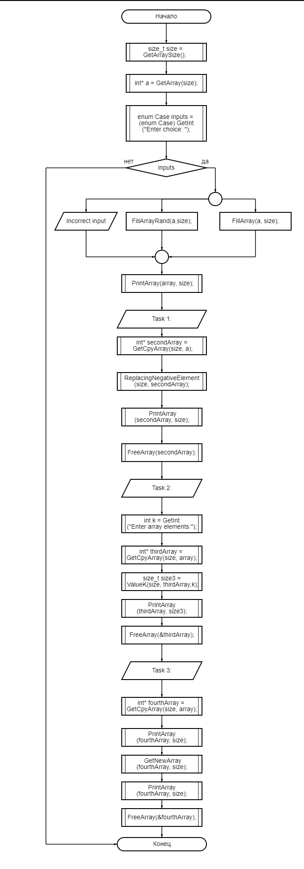 Начало
size_t size =
GetArraySize();
int* a = GetArray(size);
enum Case inputs =
(enum Case) GetInt
("Enter choice: ");
нет
да
inputs
Incorrect input
FillArrayRand(a,size);
FillArray(a, size);
PrintArray(array, size);
Task 1:
int* secondArray =
GetCpyArray(size, a);
ReplacingNegativeElement
(size, secondArray);
PrintArray
(secondArray, size);
FreeArray(secondArray);
Task 2:
int k = GetInt
("Enter array elements:");
int* thirdArray =
GetCpyArray(size, array);
size_t size3 =
ValueK(size, thirdArray,k);
PrintArray
(thirdArray, size3);
FreeArray(&thirdArray);
Task 3:
int* fourthArray =
GetCpyArray(size, array);
PrintArray
(fourthArray, size);
GetNewArray
(fourthArray, size);
PrintArray
(fourthArray, size);
FreeArray(&fourthArray);
Конец